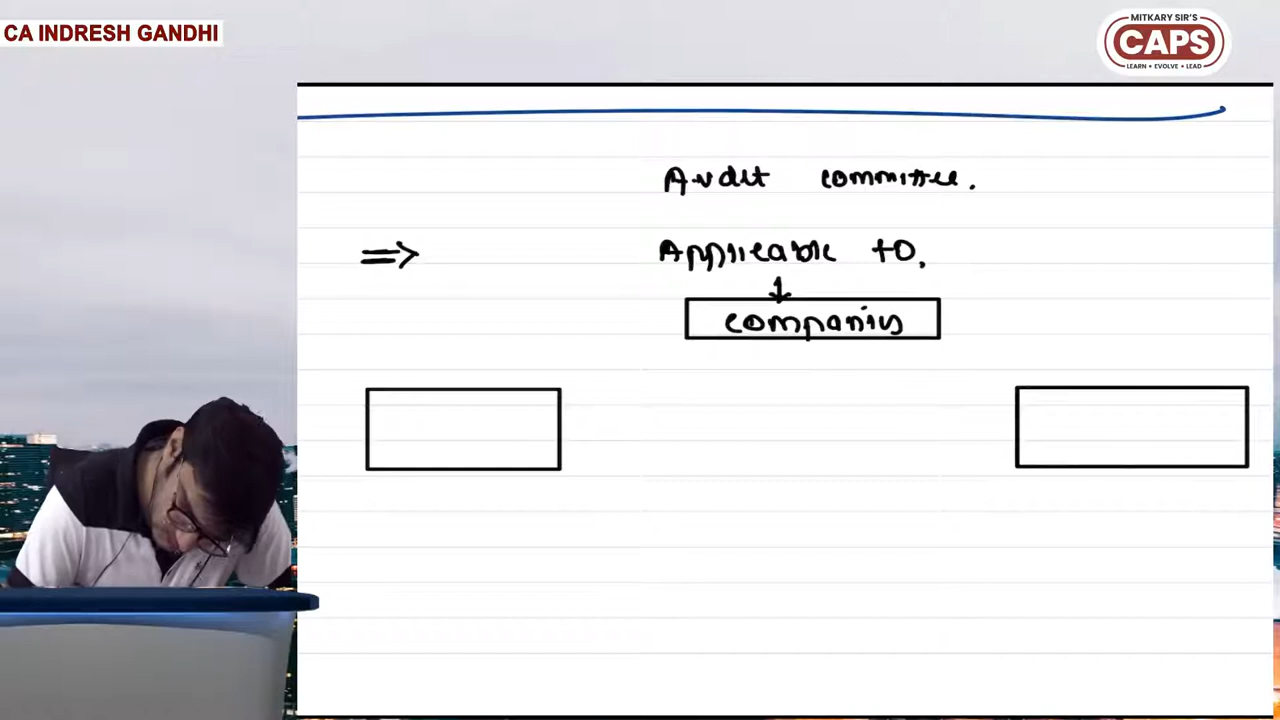 CA INDRESH GANDHI
MITKARY SIR'S
CAPS
LEARN • EVOLVE • LEAD
Audit committee.
⇒ Applicable to,
↓
companies